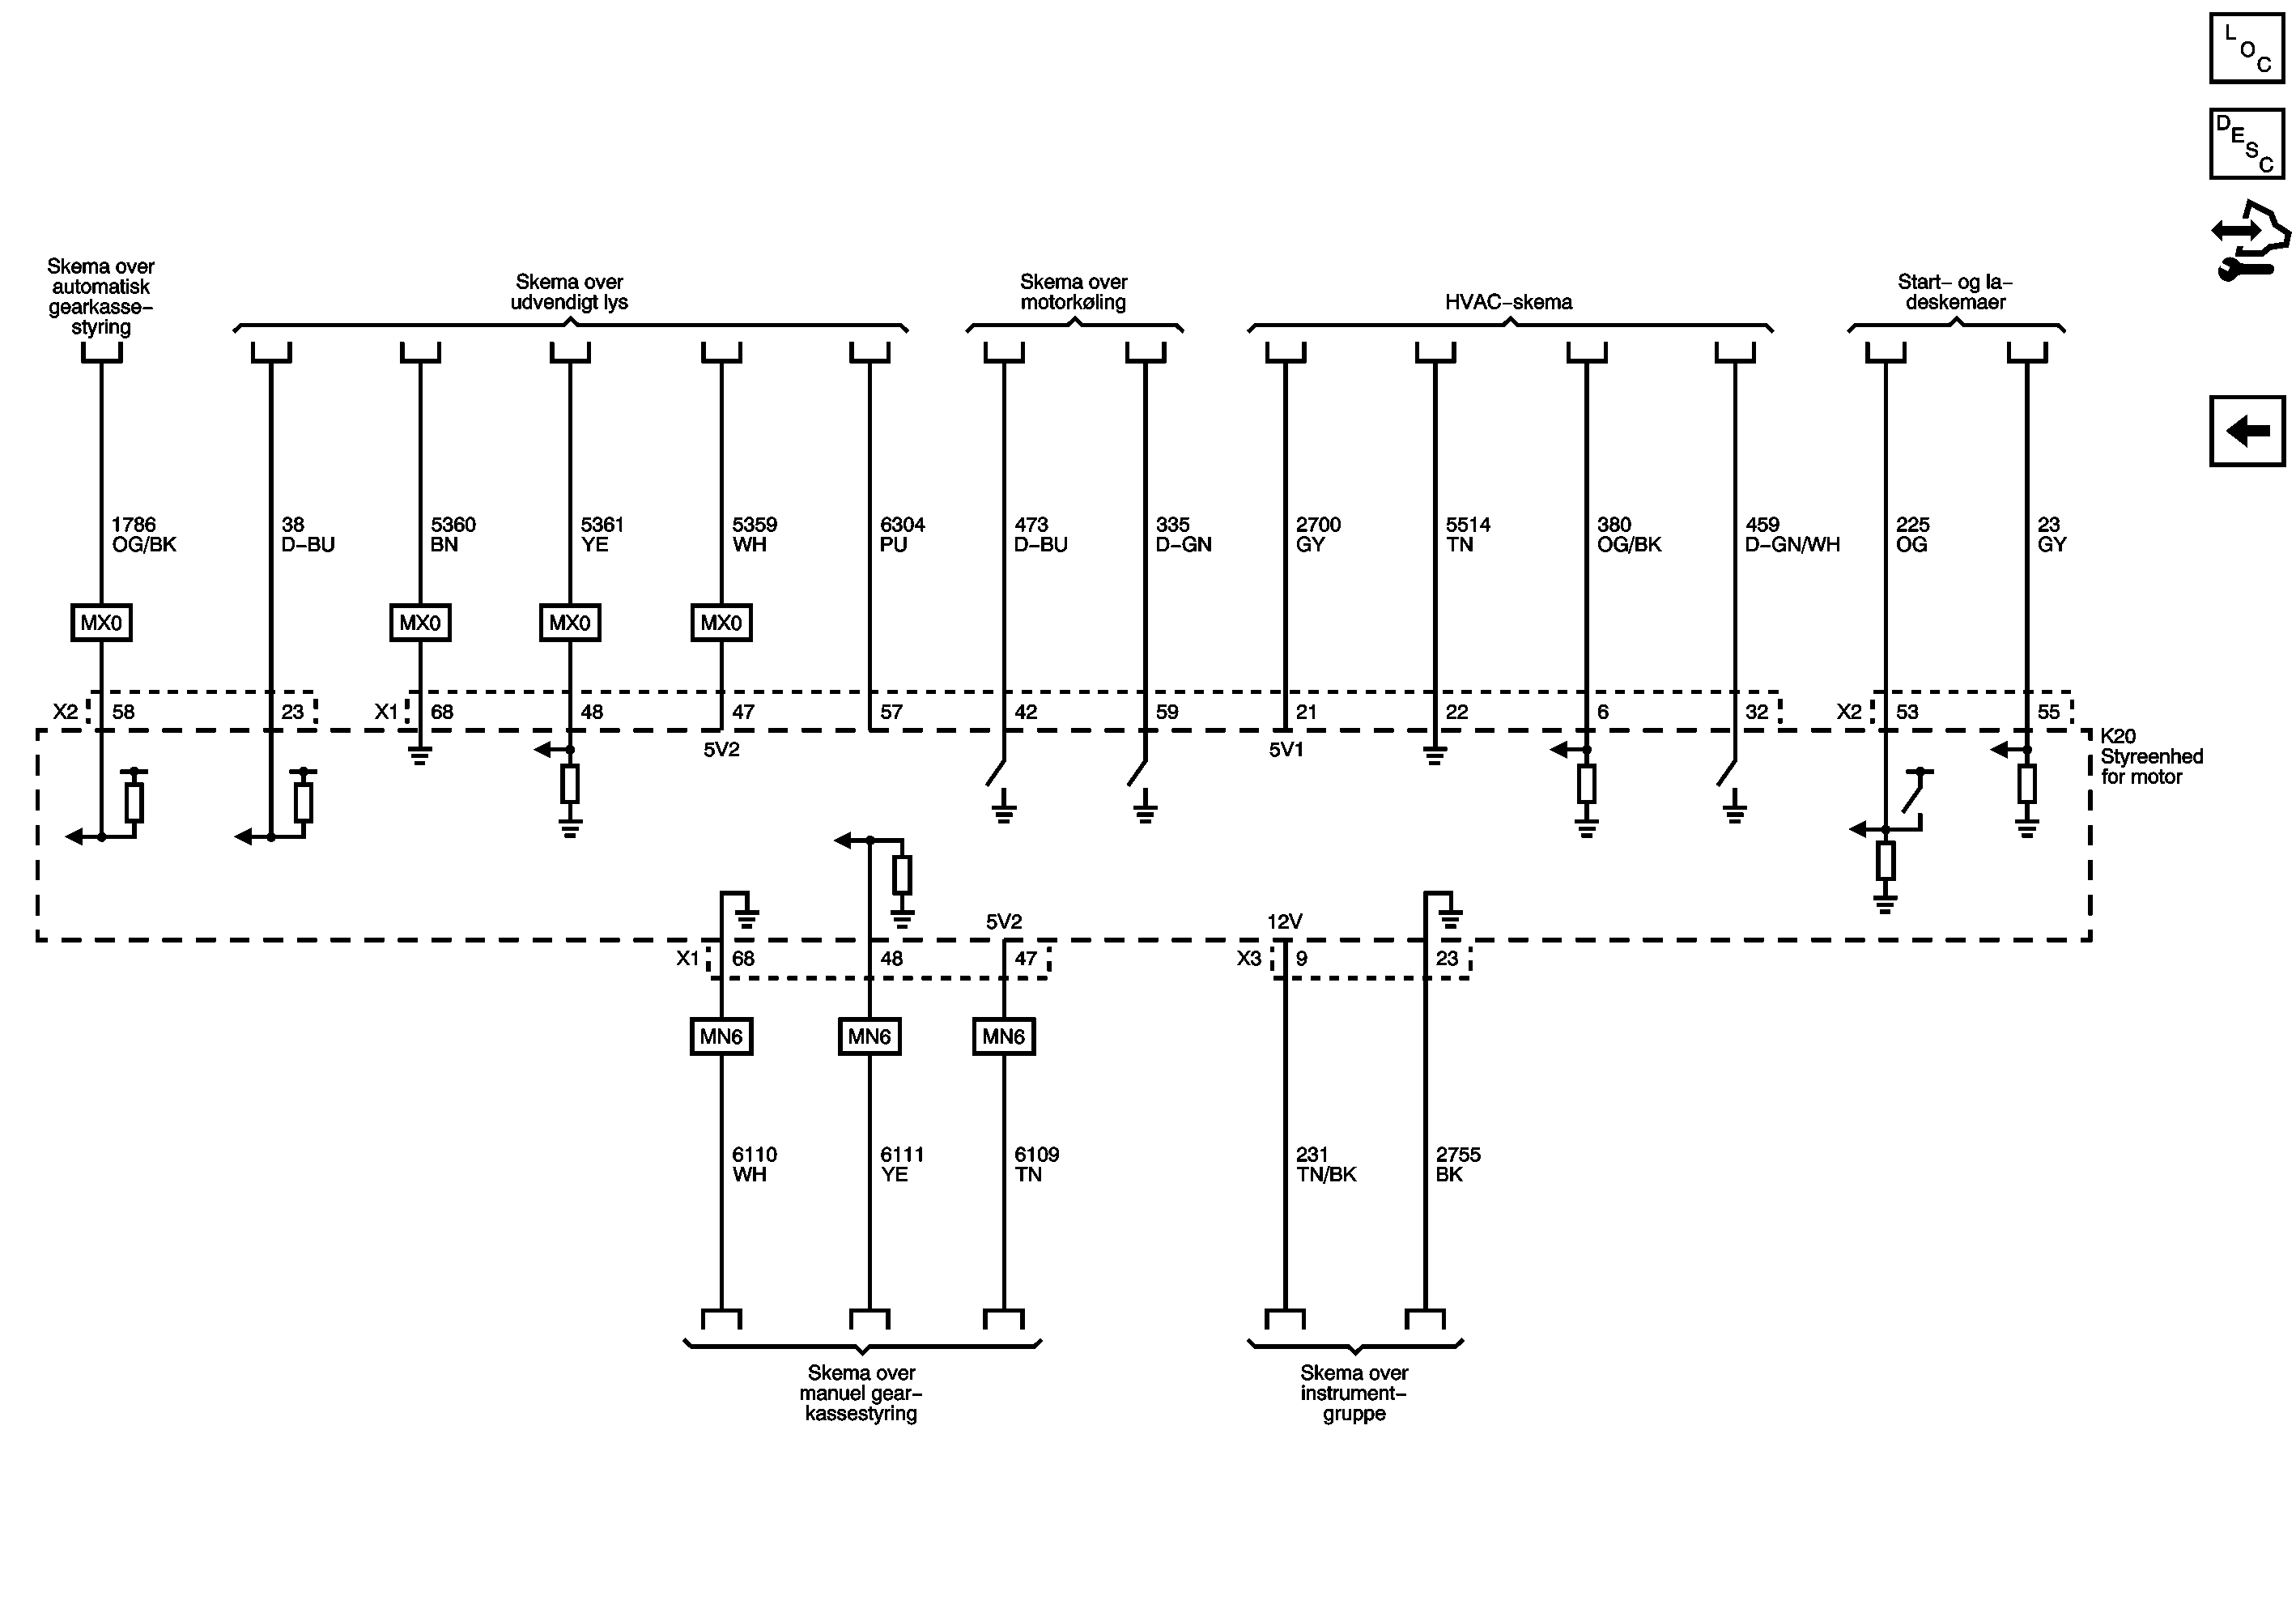 L
O
C
D
E
S
C
Skema over
automatisk
gearkasse–
styring
Skema over
udvendigt lys
Skema over
motorkøling
HVAC–skema
Start– og la–
deskemaer
1786
OG/BK
38
D–BU
5360
BN
5361
YE
5359
WH
6304
PU
473
D–BU
335
D–GN
2700
GY
5514
TN
380
OG/BK
459
D–GN/WH
225
OG
23
GY
MX0
MX0
MX0
MX0
X2
58
23
X1
68
48
47
57
42
59
21
22
6
32
X2
53
55
5V2
5V1
K20
Styreenhed
for motor
5V2
12V
X1
68
48
47
X3
9
23
MN6
MN6
MN6
6110
WH
6111
YE
6109
TN
231
TN/BK
2755
BK
Skema over
manuel gear–
kassestyring
Skema over
instrument–
gruppe